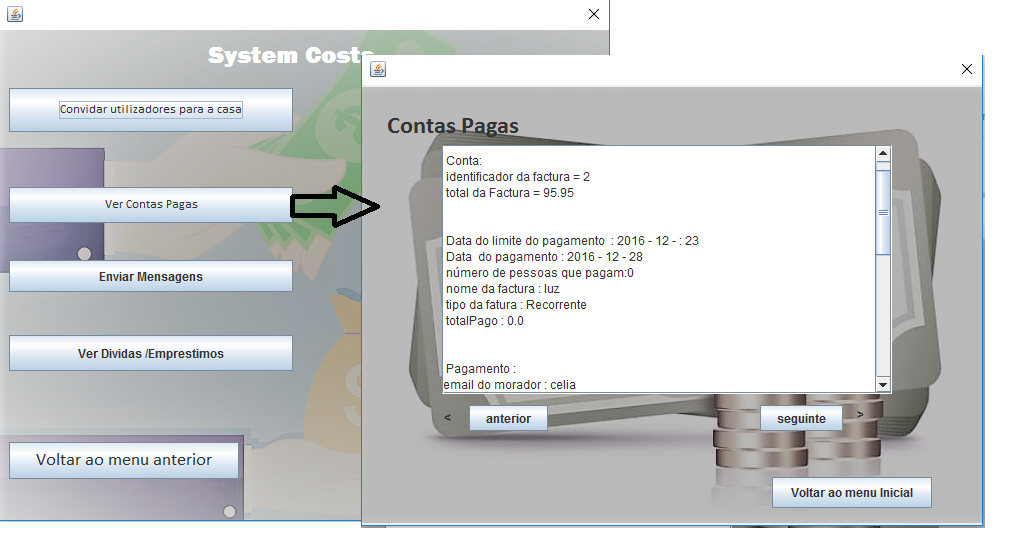 System Costs
Convidar utilizadores para a casa
Ver Contas Pagas
Enviar Mensagens
Ver Dividas /Emprestimos
Voltar ao menu anterior
Contas Pagas
Conta:
identificador da factura = 2
total da Factura = 95.95
Data do limite do pagamento  : 2016 - 12 - : 23
Data  do pagamento : 2016 - 12 - 28
número de pessoas que pagam:0
nome da factura : luz
tipo da fatura : Recorrente
totalPago : 0.0
Pagamento :
email do morador : celia
< anterior seguinte >
Voltar ao menu Inicial